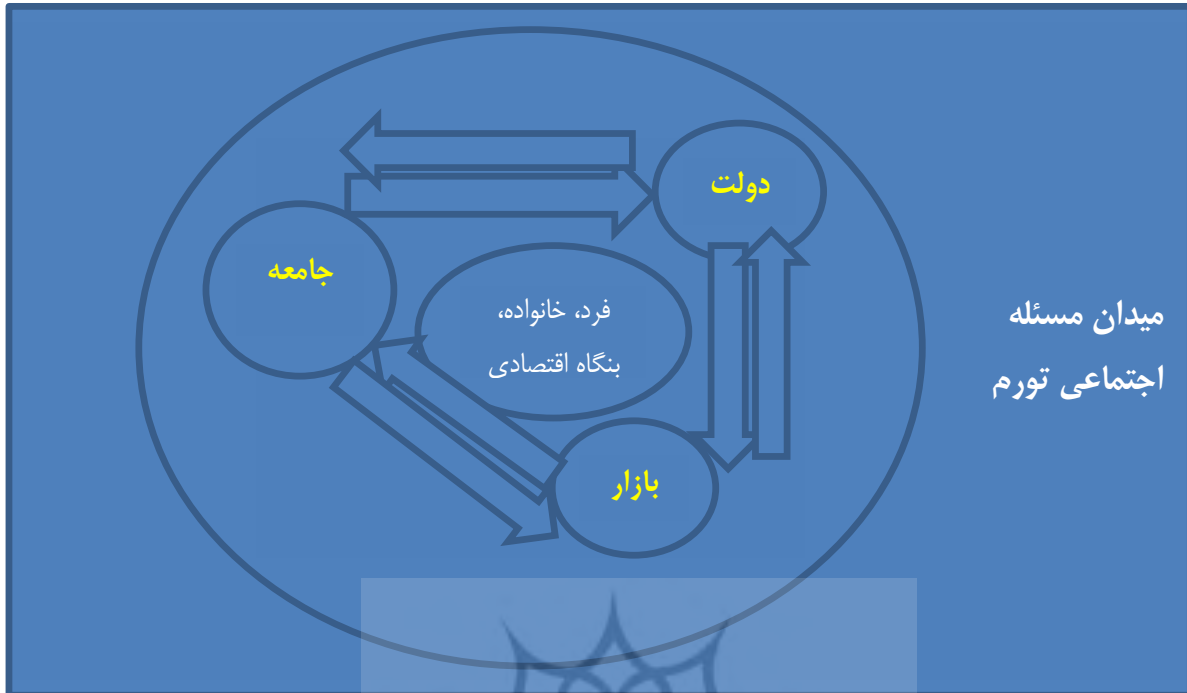 دولت
جامعه
فرد، خانواده،
بنگاه اقتصادی
بازار
میدان مسئله
اجتماعی تورم